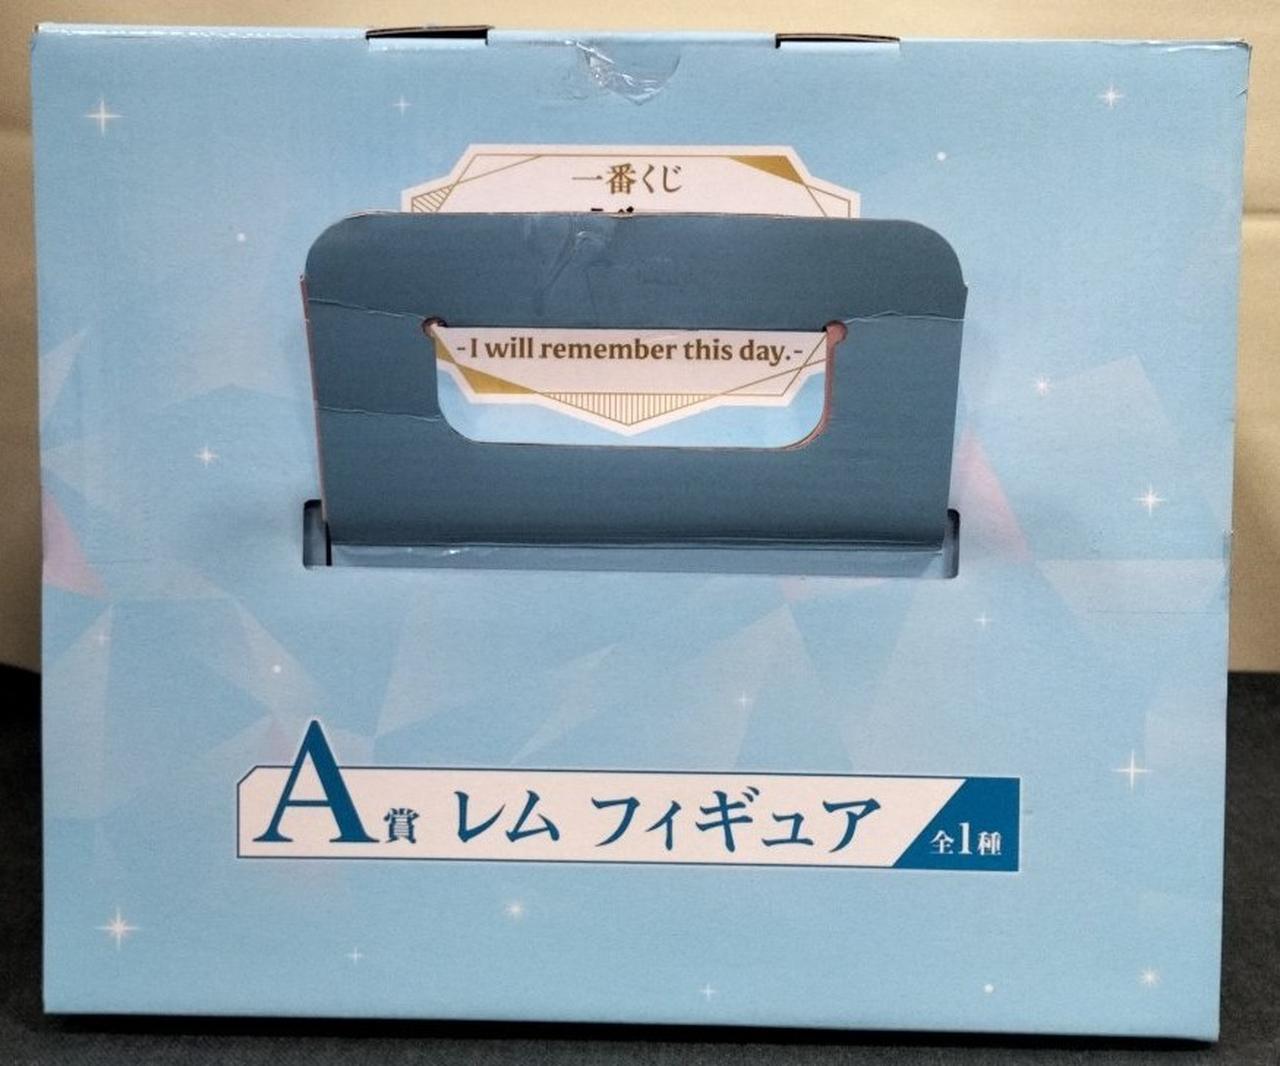 一番くじ
-I will remember this day.-
A賞 レム フィギュア 全1種